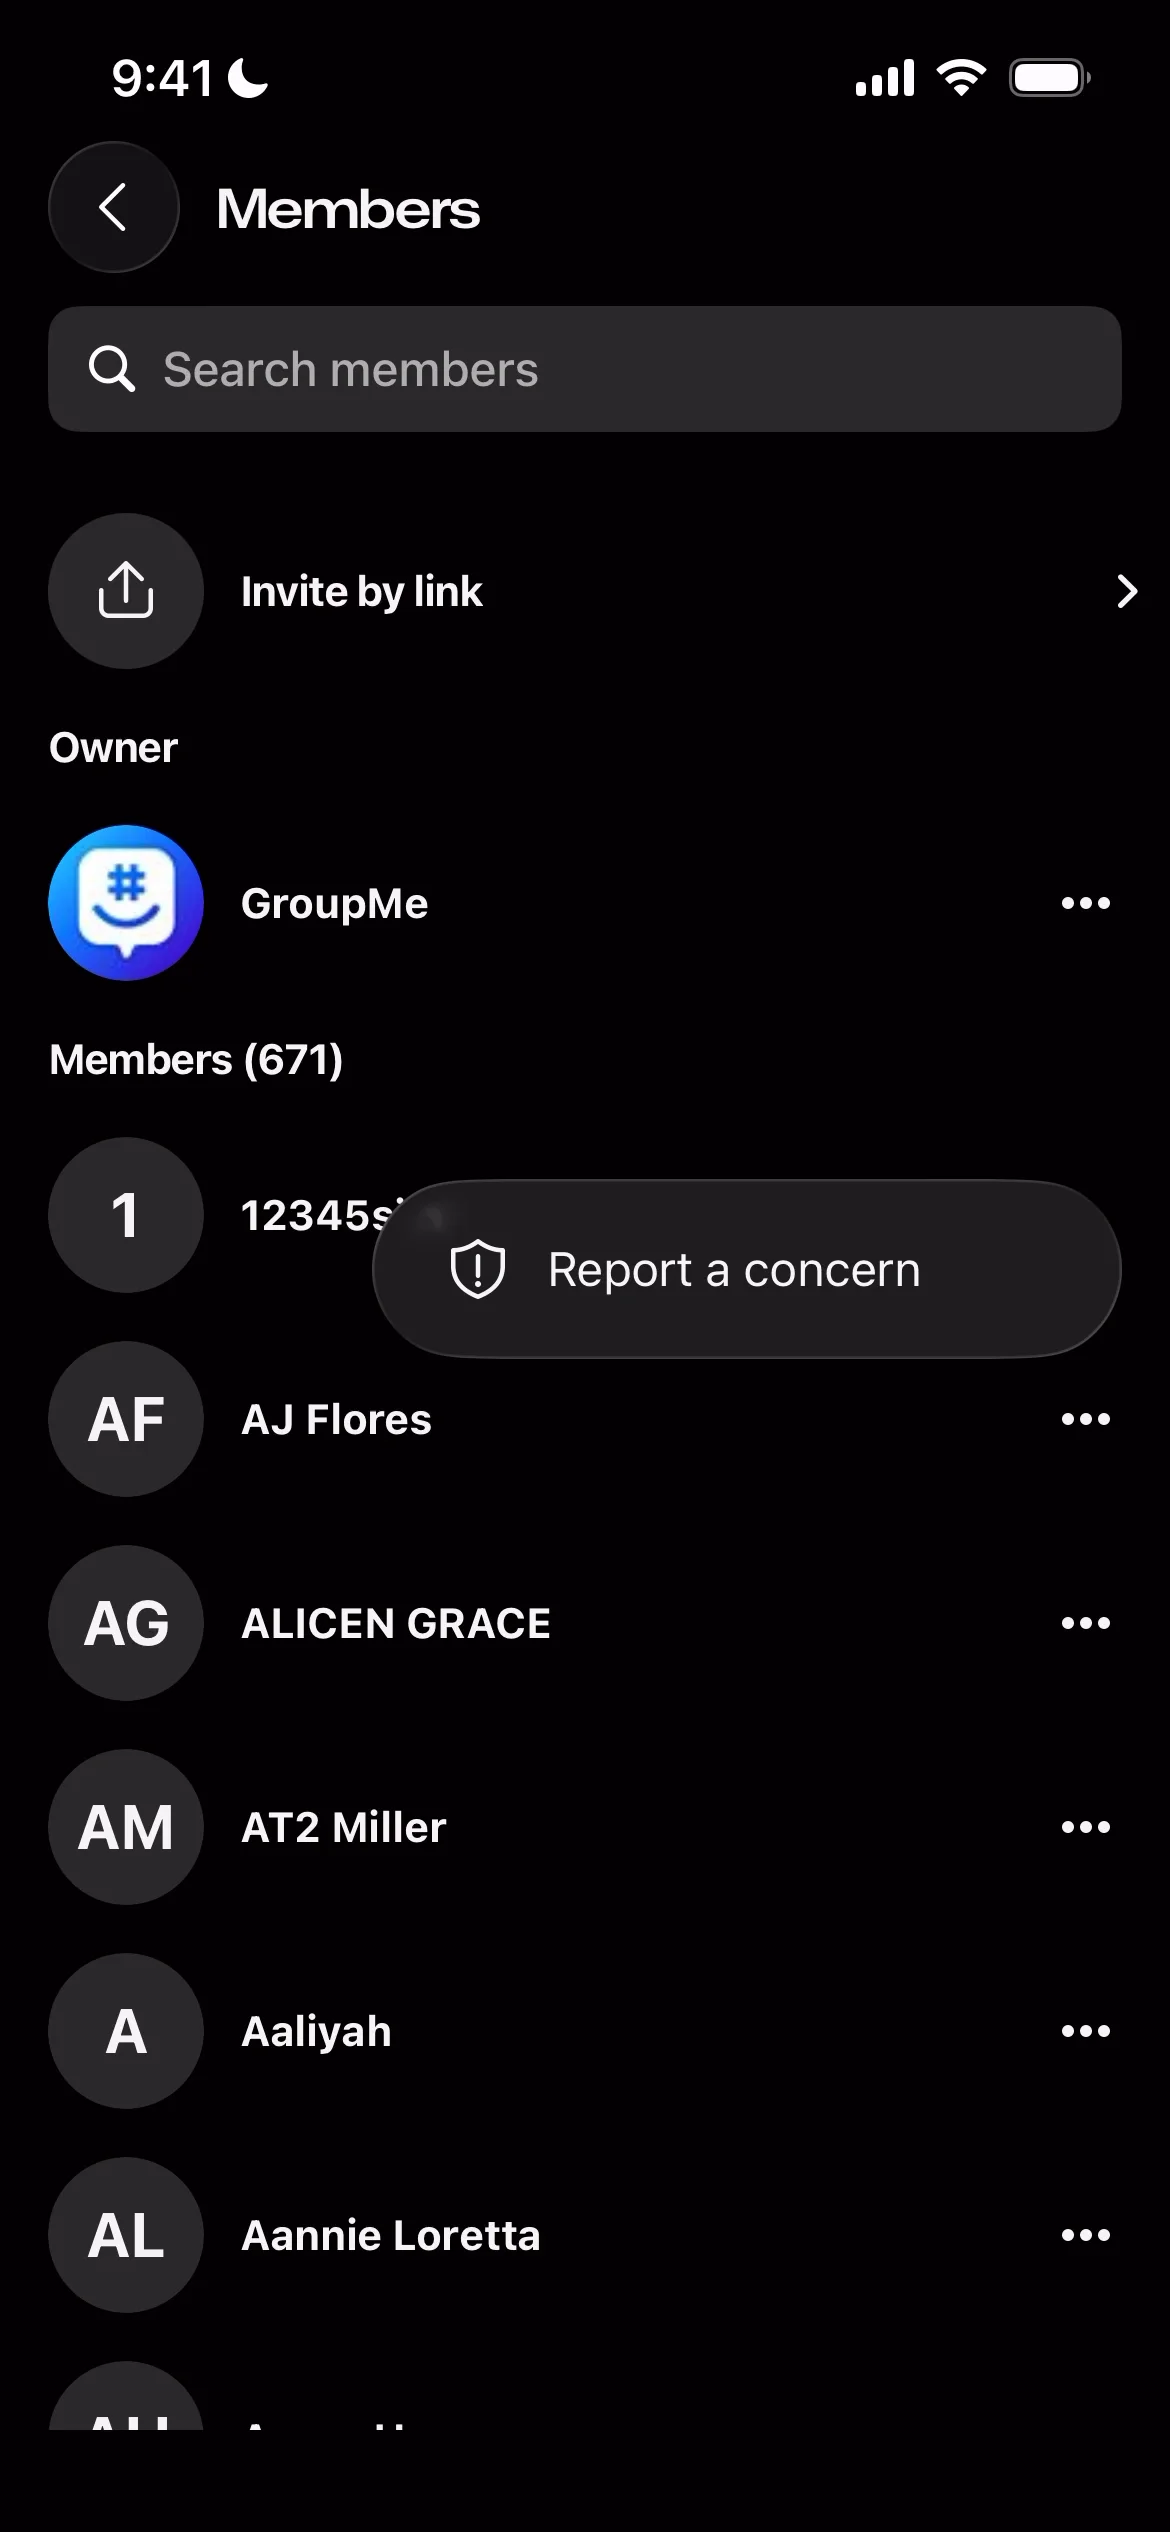 9:41
Members
Search members
Invite by link
Owner
#
GroupMe
Members (671)
1
Report a concern
AF
AJ Flores
AG
ALICEN GRACE
AM
AT2 Miller
A
Aaliyah
AL
Aannie Loretta